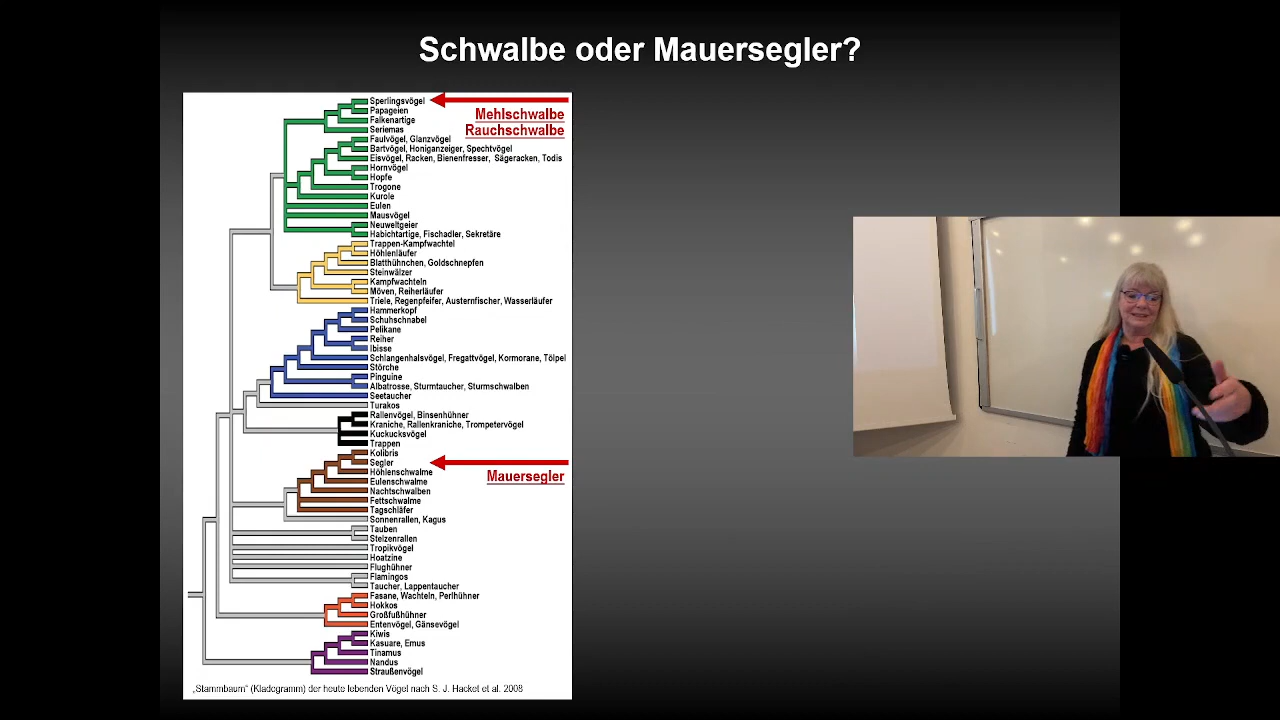 Schwalbe oder Mauersegler?
Sperlingsvögel
Mehlschwalbe
Rauchschwalbe
Papageien
Falkenartige
Seriemas
Faulvögel, Glanzvögel
Bartvögel, Honiganzeiger, Spechtvögel
Eisvögel, Racken, Bienenfresser, Sägeracken, Todis
Hornvögel
Hopfe
Trogone
Kurole
Eulen
Mausvögel
Neuweltgeier
Habichtartige, Fischadler, Sekretäre
Trappen-Kampfwachtel
Höhlenläufer
Blatthühnchen, Goldschnepfen
Steinwälzer
Kampfwachteln
Möven, Reiherläufer
Triele, Regenpfeifer, Austernfischer, Wasserläufer
Hammerkopf
Schuhschnabel
Pelikane
Reiher
Ibisse
Schlangenhalsvögel, Fregattvögel, Kormorane, Tölpel
Störche
Pinguine
Albatrosse, Sturmtaucher, Sturmschwalben
Seetaucher
Turakos
Rallenvögel, Binsenhühner
Kraniche, Rallenkraniche, Trompetervögel
Kuckucksvögel
Trappen
Kolibris
Segler
Mauersegler
Höhlenschwalme
Eulenschwalme
Nachtschwalben
Fettschwalme
Tagschläfer
Sonnenrallen, Kagus
Tauben
Stelzenrallen
Tropikvögel
Hoatzine
Flughühner
Flamingos
Taucher, Lappentaucher
Fasane, Wachteln, Perlhühner
Hokkos
Großfußhühner
Entenvögel, Gänsevögel
Kiwis
Kasuare, Emus
Tinamus
Nandus
Straußenvögel
„Stammbaum“ (Kladogramm) der heute lebenden Vögel nach S. J. Hacket et al. 2008